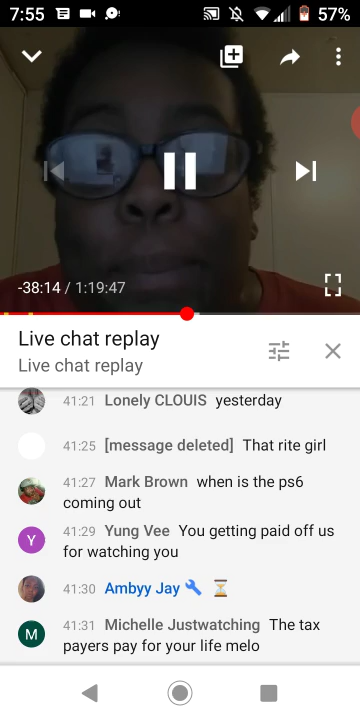 7:55 57%
-38:14 / 1:19:47
Live chat replay
Live chat replay
41:21 Lonely CLOUIS yesterday
41:25 [message deleted] That rite girl
41:27 Mark Brown when is the ps6
coming out
Y 41:29 Yung Vee You getting paid off us
for watching you
41:30 Ambyy Jay
M 41:31 Michelle Justwatching The tax
payers pay for your life melo